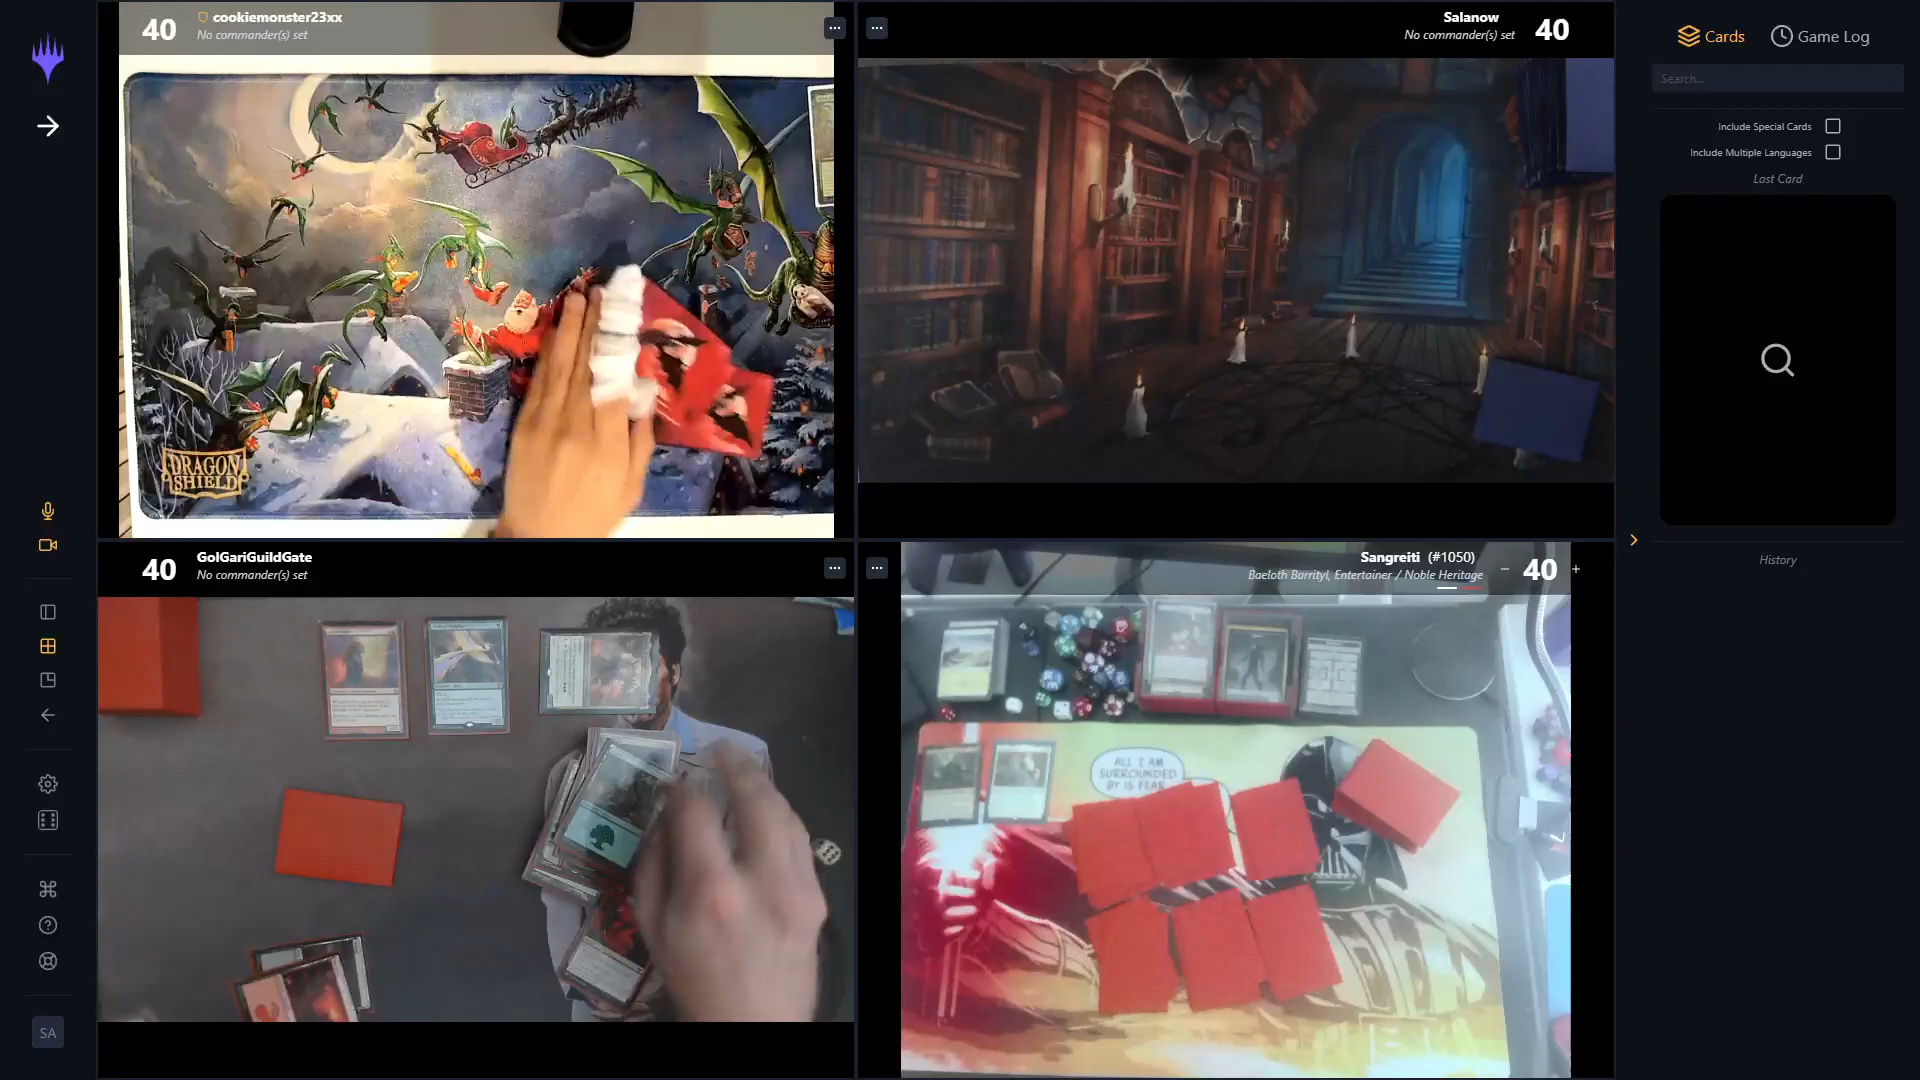 40
cookiemonster23xx
No commander(s) set
Salanow
No commander(s) set
40
Cards
Game Log
Search...
Include Special Cards
Include Multiple Languages
Last Card
History
DRAGON
SHIELD
40
GolGariGuildGate
No commander(s) set
Sangreiti (#1050)
Baeloth Barrityl, Entertainer / Noble Heritage
− 40 +
ALL I AM
SURROUNDED
BY IS FEAR
SA